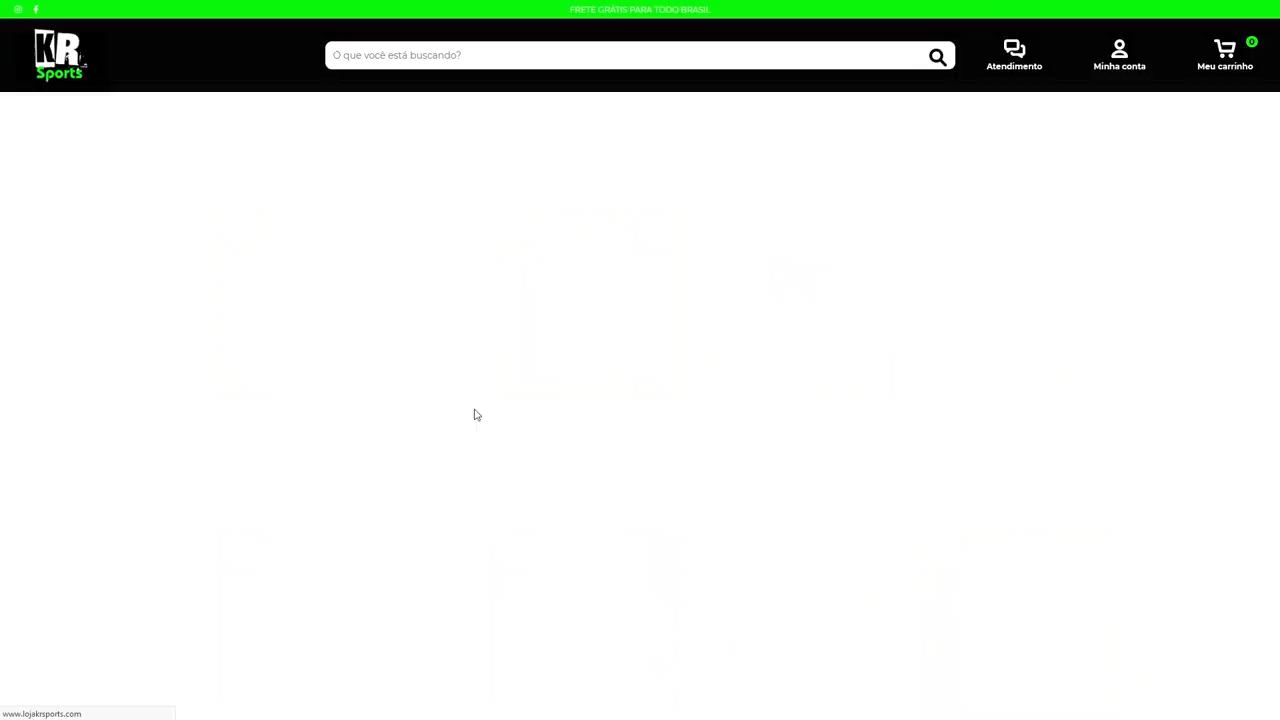 FRETE GRÁTIS PARA TODO BRASIL
KR
Sports
O que você está buscando?
Atendimento
Minha conta
0
Meu carrinho
www.lojakrsports.com